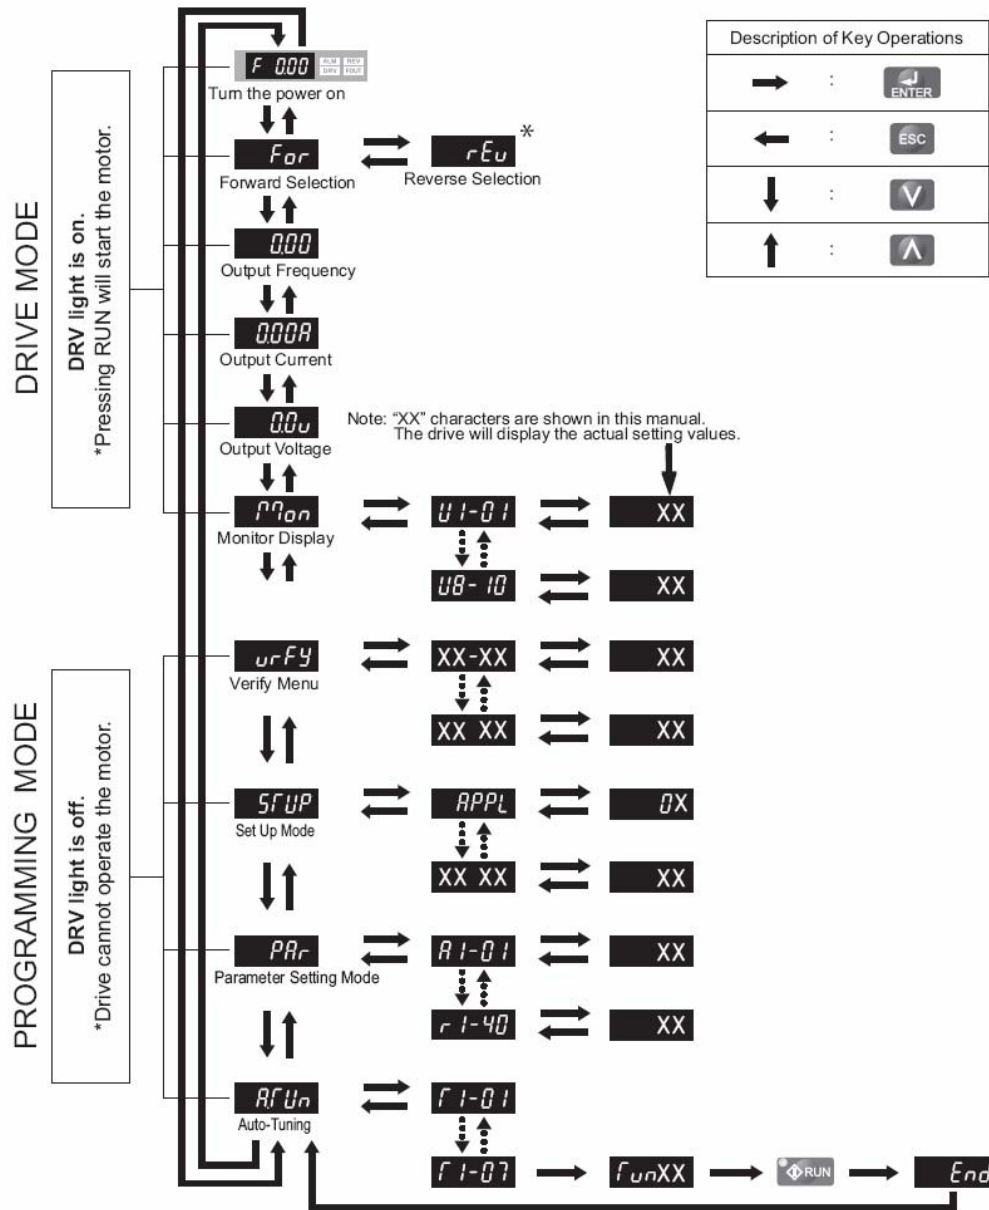 F 0.00
ALM REV
DRV FOUT
Turn the power on
Description of Key Operations
: ENTER
: ESC
: V
: Λ
DRIVE MODE
DRV light is on.
*Pressing RUN will start the motor.
For
rEv *
Forward Selection
Reverse Selection
0.00
Output Frequency
0.00A
Output Current
0.0v
Output Voltage
Note: “XX” characters are shown in this manual.
The drive will display the actual setting values.
Mon
U1-01
XX
Monitor Display
U8-10
XX
PROGRAMMING MODE
DRV light is off.
*Drive cannot operate the motor.
vrFY
XX-XX
XX
Verify Menu
XX XX
XX
STUP
APPL
0X
Set Up Mode
XX XX
XX
PAr
A1-01
XX
Parameter Setting Mode
r1-40
XX
A.TUn
T1-01
Auto-Tuning
T1-07
TunXX
RUN
End